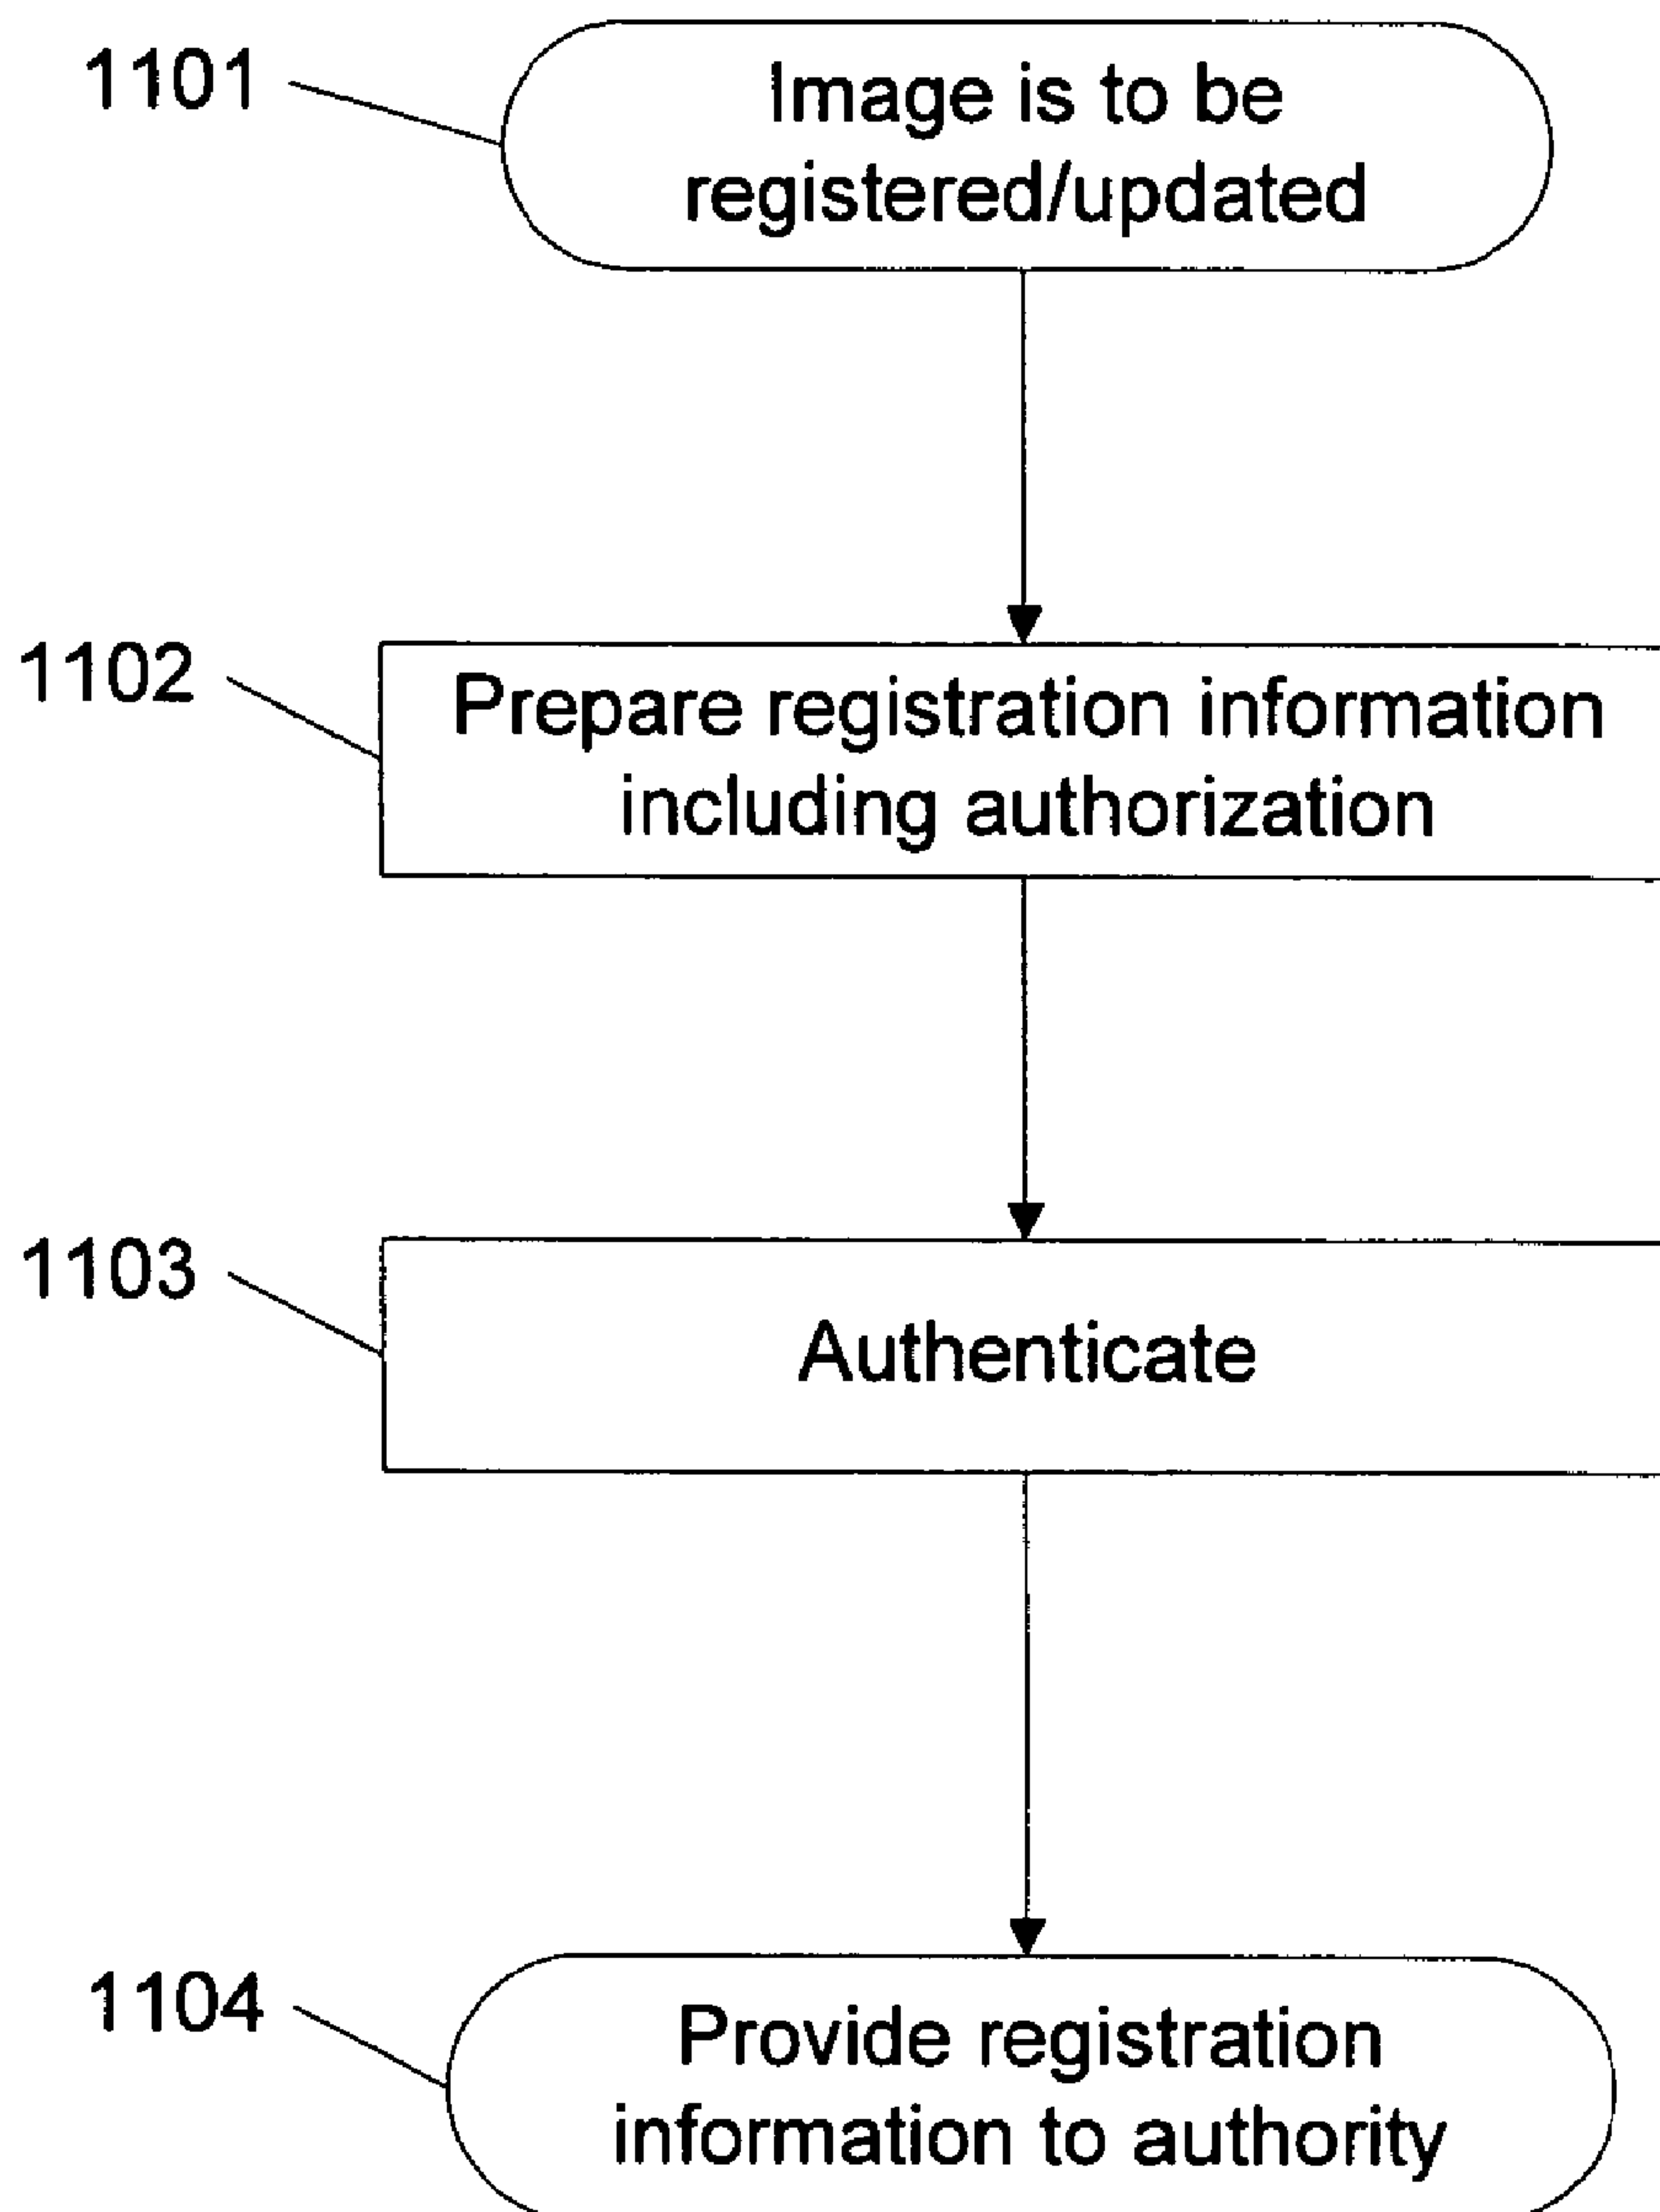 1101
Image is to be
registered/updated
1102
Prepare registration information
including authorization
1103
Authenticate
1104
Provide registration
information to authority